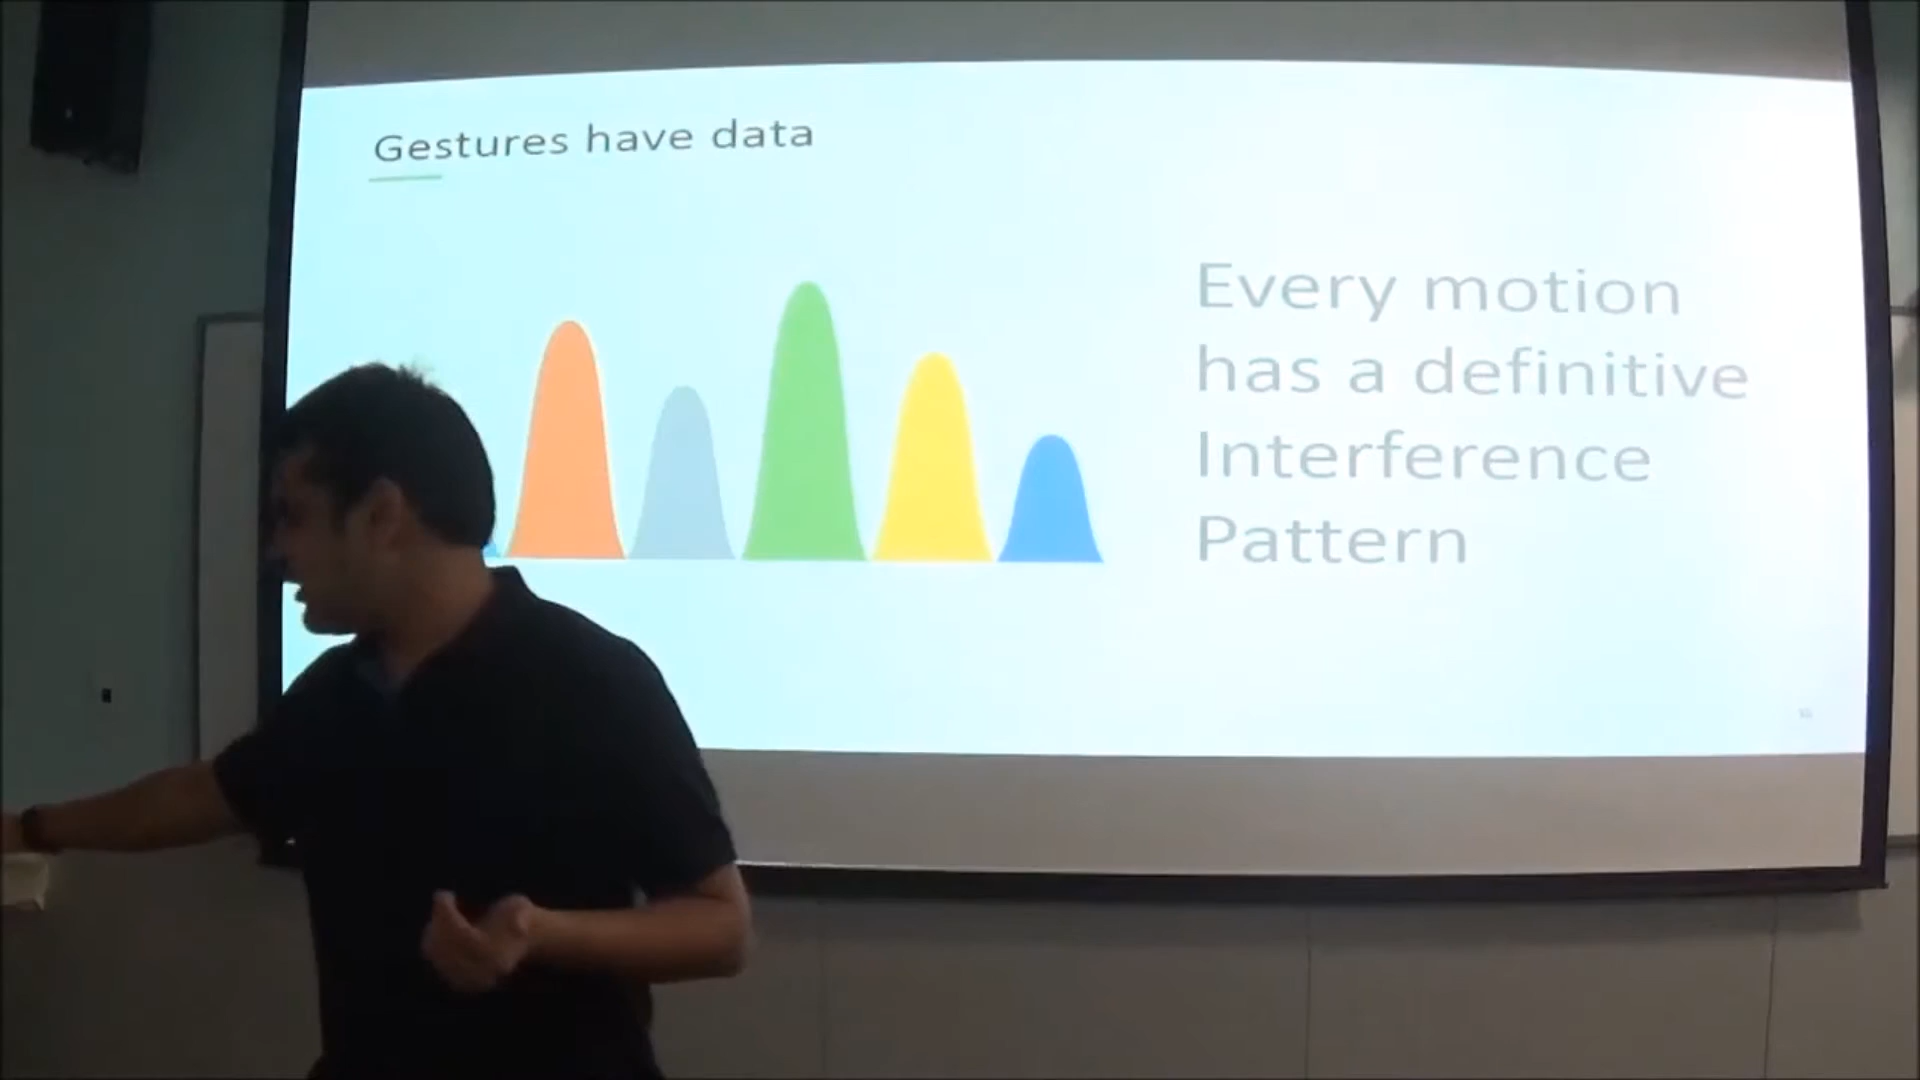 Gestures have data
Every motion
has a definitive
Interference
Pattern